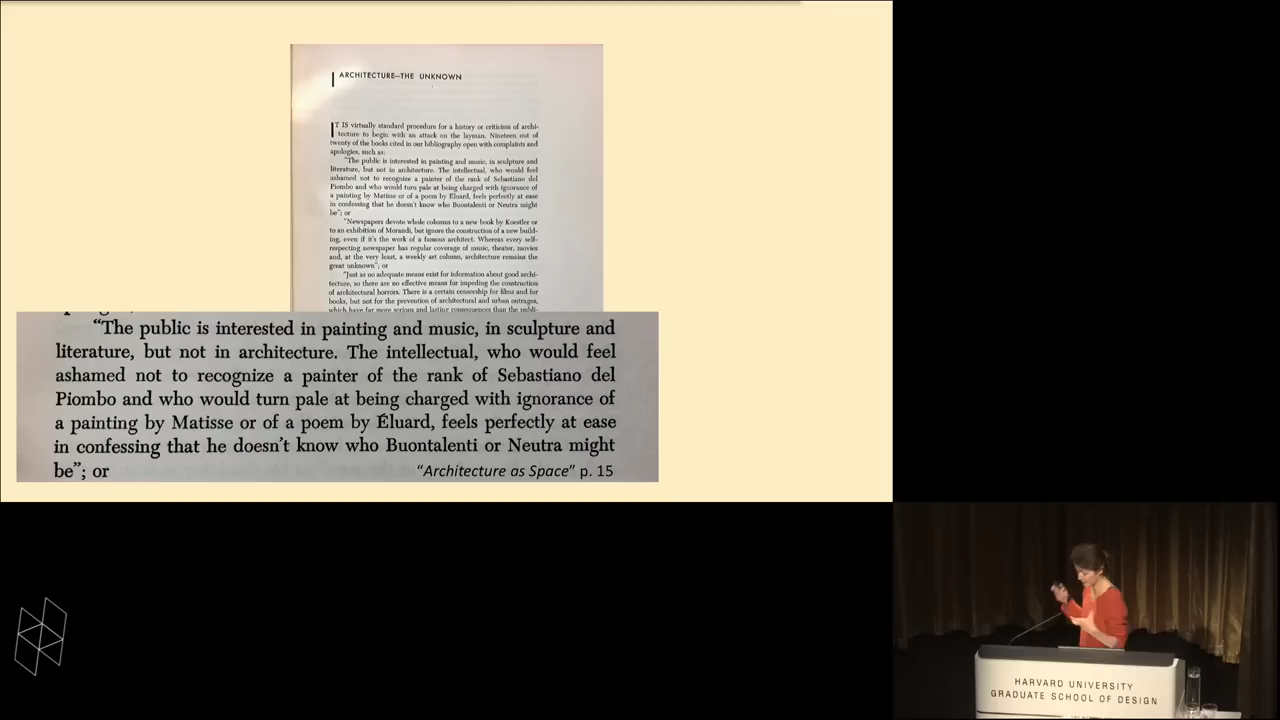 ARCHITECTURE—THE UNKNOWN
IT IS virtually standard procedure for a history or criticism of archi-
tecture to begin with an attack on the layman. Nineteen out of
twenty of the books cited in our bibliography open with complaints and
apologies, such as:
"The public is interested in painting and music, in sculpture and
literature, but not in architecture. The intellectual, who would feel
ashamed not to recognize a painter of the rank of Sebastiano del
Piombo and who would turn pale at being charged with ignorance of
a painting by Matisse or of a poem by Éluard, feels perfectly at ease
in confessing that he doesn't know who Buontalenti or Neutra might
be"; or
"Newspapers devote whole columns to a new book by Koestler or
to an exhibition of Morandi, but ignore the construction of a new build-
ing, even if it's the work of a famous architect. Whereas every self-
respecting newspaper has regular coverage of music, theater, movies
and, at the very least, a weekly art column, architecture remains the
great unknown"; or
"Just as no adequate means exist for information about good archi-
tecture, so there are no effective means for impeding the construction
of architectural horrors. There is a certain censorship for films and for
books, but not for the prevention of architectural and urban outrages,
which have far more serious and lasting consequences than the publi-
"The public is interested in painting and music, in sculpture and
literature, but not in architecture. The intellectual, who would feel
ashamed not to recognize a painter of the rank of Sebastiano del
Piombo and who would turn pale at being charged with ignorance of
a painting by Matisse or of a poem by Éluard, feels perfectly at ease
in confessing that he doesn't know who Buontalenti or Neutra might
be"; or
"Architecture as Space" p. 15
HARVARD UNIVERSITY
GRADUATE SCHOOL OF DESIGN